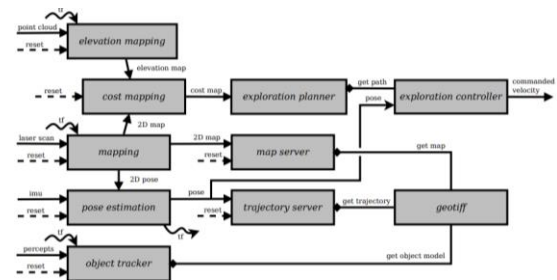 tf
point cloud
reset
elevation mapping
elevation map
reset
cost mapping
cost map
exploration planner
get path
exploration controller
commanded
velocity
pose
2D map
tf
laser scan
reset
mapping
2D map
reset
map server
get map
2D pose
imu
reset
pose estimation
pose
reset
trajectory server
get trajectory
geotiff
tf
tf
percepts
reset
object tracker
get object model